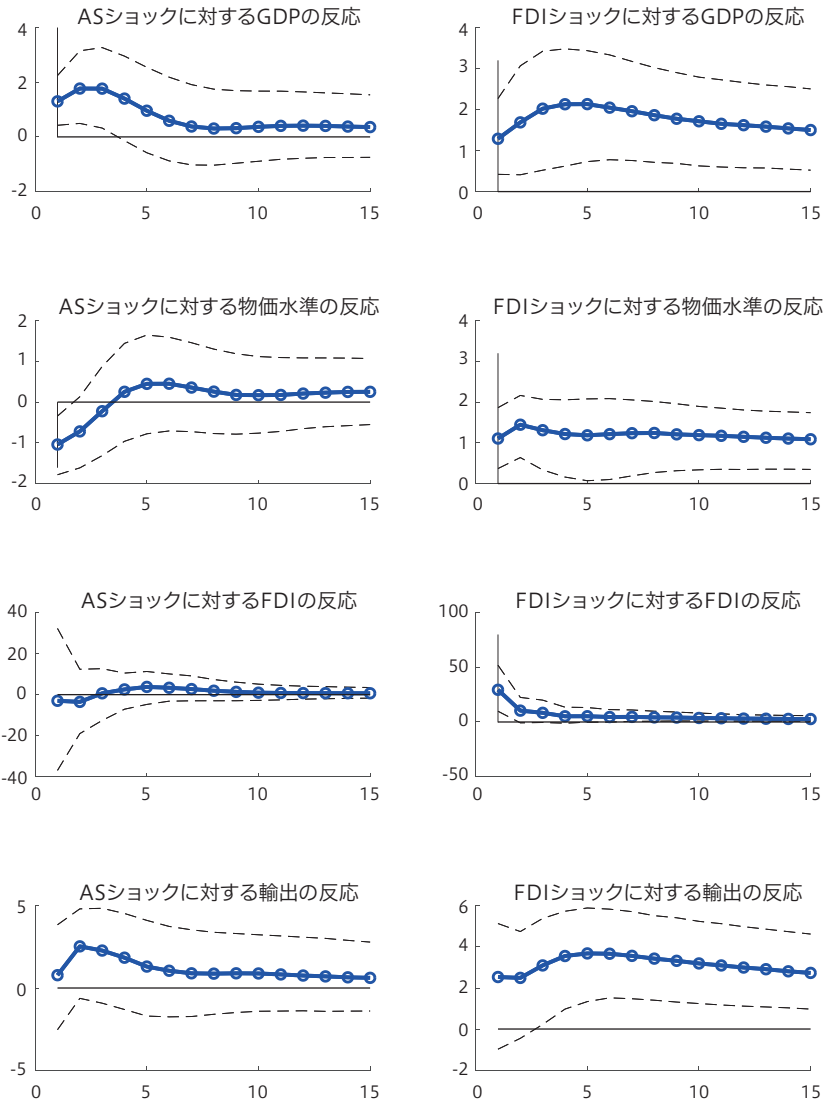 ASショックに対するGDPの反応
4
2
0
-2
0 5 10 15
FDIショックに対するGDPの反応
4
3
2
1
0
0 5 10 15
ASショックに対する物価水準の反応
2
1
0
-1
-2
0 5 10 15
FDIショックに対する物価水準の反応
4
3
2
1
0
0 5 10 15
ASショックに対するFDIの反応
40
20
0
-20
-40
0 5 10 15
FDIショックに対するFDIの反応
100
50
0
-50
0 5 10 15
ASショックに対する輸出の反応
5
0
-5
0 5 10 15
FDIショックに対する輸出の反応
6
4
2
0
-2
0 5 10 15